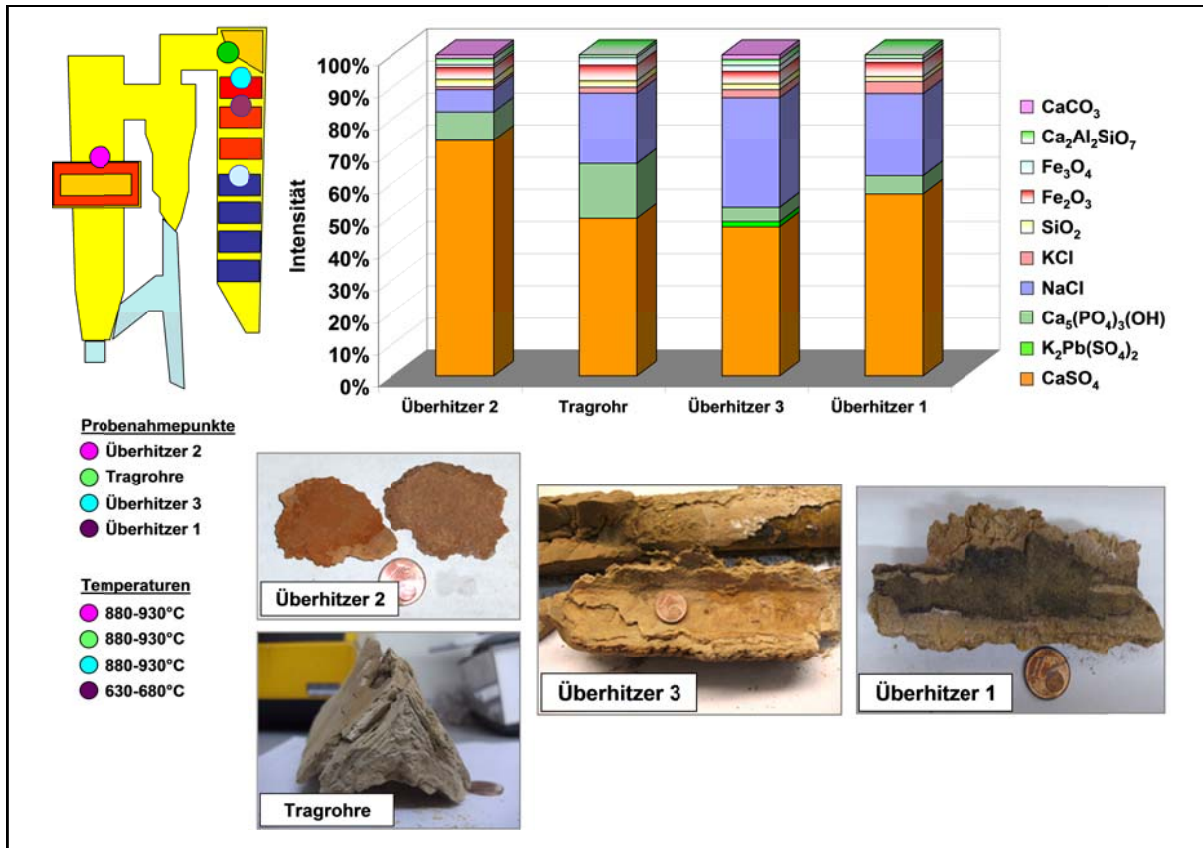 100%
90%
80%
70%
60%
50%
40%
30%
20%
10%
0%
Intensität
Überhitzer 2
Tragrohr
Überhitzer 3
Überhitzer 1
CaCO₃
Ca₂Al₂SiO₇
Fe₃O₄
Fe₂O₃
SiO₂
KCl
NaCl
Ca₅(PO₄)₃(OH)
K₂Pb(SO₄)₂
CaSO₄
Probenahmepunkte
Überhitzer 2
Tragrohre
Überhitzer 3
Überhitzer 1
Temperaturen
880-930°C
880-930°C
880-930°C
630-680°C
Überhitzer 2
Tragrohre
Überhitzer 3
Überhitzer 1